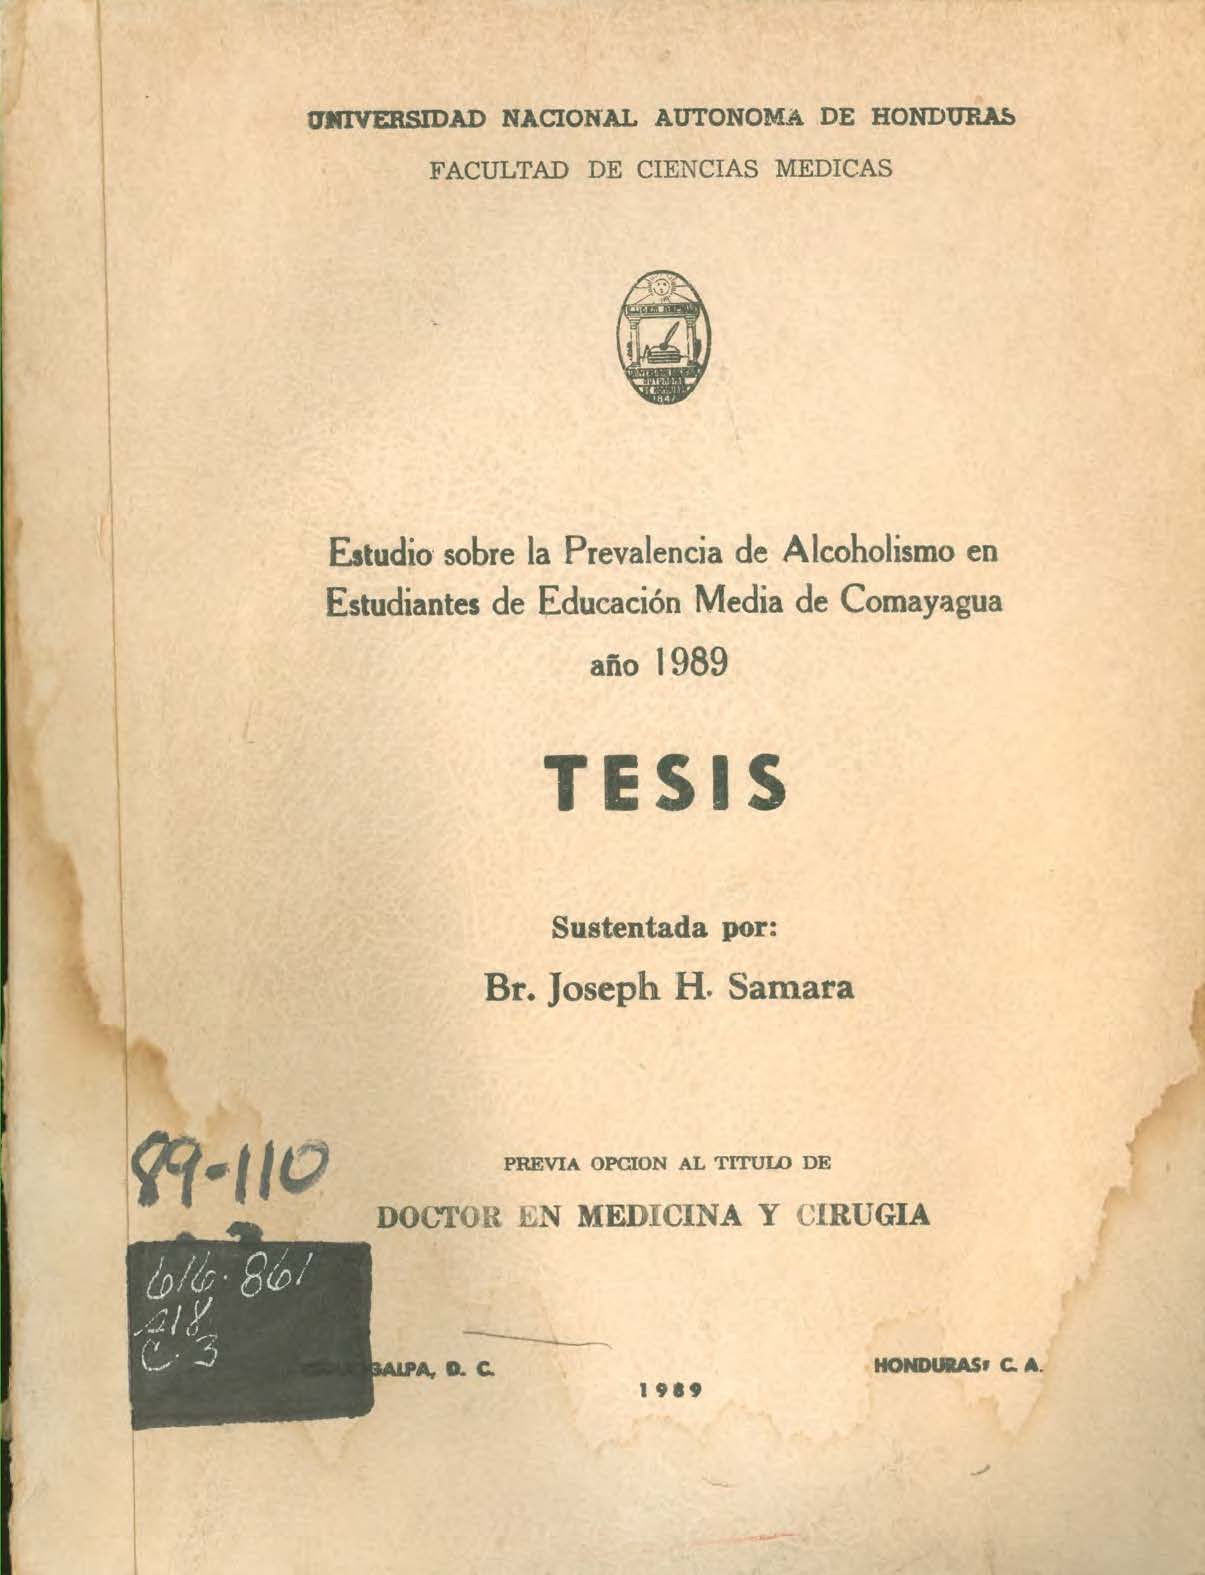 UNIVERSIDAD NACIONAL AUTONOMA DE HONDURAS
FACULTAD DE CIENCIAS MEDICAS
1847
Estudio sobre la Prevalencia de Alcoholismo en
Estudiantes de Educación Media de Comayagua
año 1989
TESIS
Sustentada por:
Br. Joseph H. Samara
89-110
PREVIA OPCION AL TITULO DE
DOCTOR EN MEDICINA Y CIRUGIA
616.861
C.3
GALPA, D. C.
HONDURAS, C. A.
1989